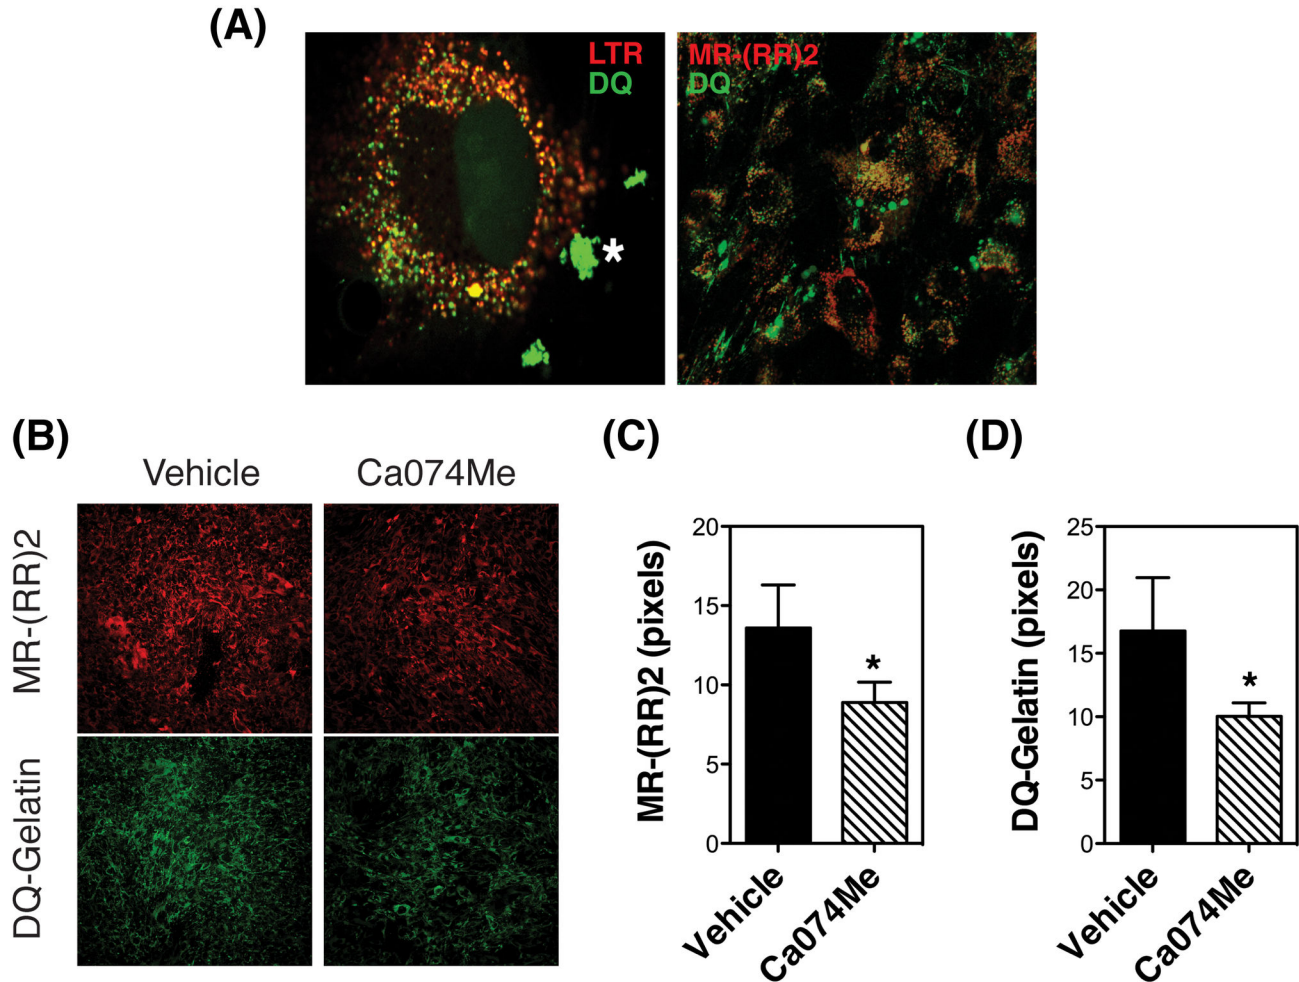 (A)
LTR
DQ
*
MR-(RR)2
DQ
(B)
Vehicle
Ca074Me
MR-(RR)2
DQ-Gelatin
(C)
MR-(RR)2 (pixels)
20
15
10
5
0
*
Vehicle
Ca074Me
(D)
DQ-Gelatin (pixels)
25
20
15
10
5
0
*
Vehicle
Ca074Me